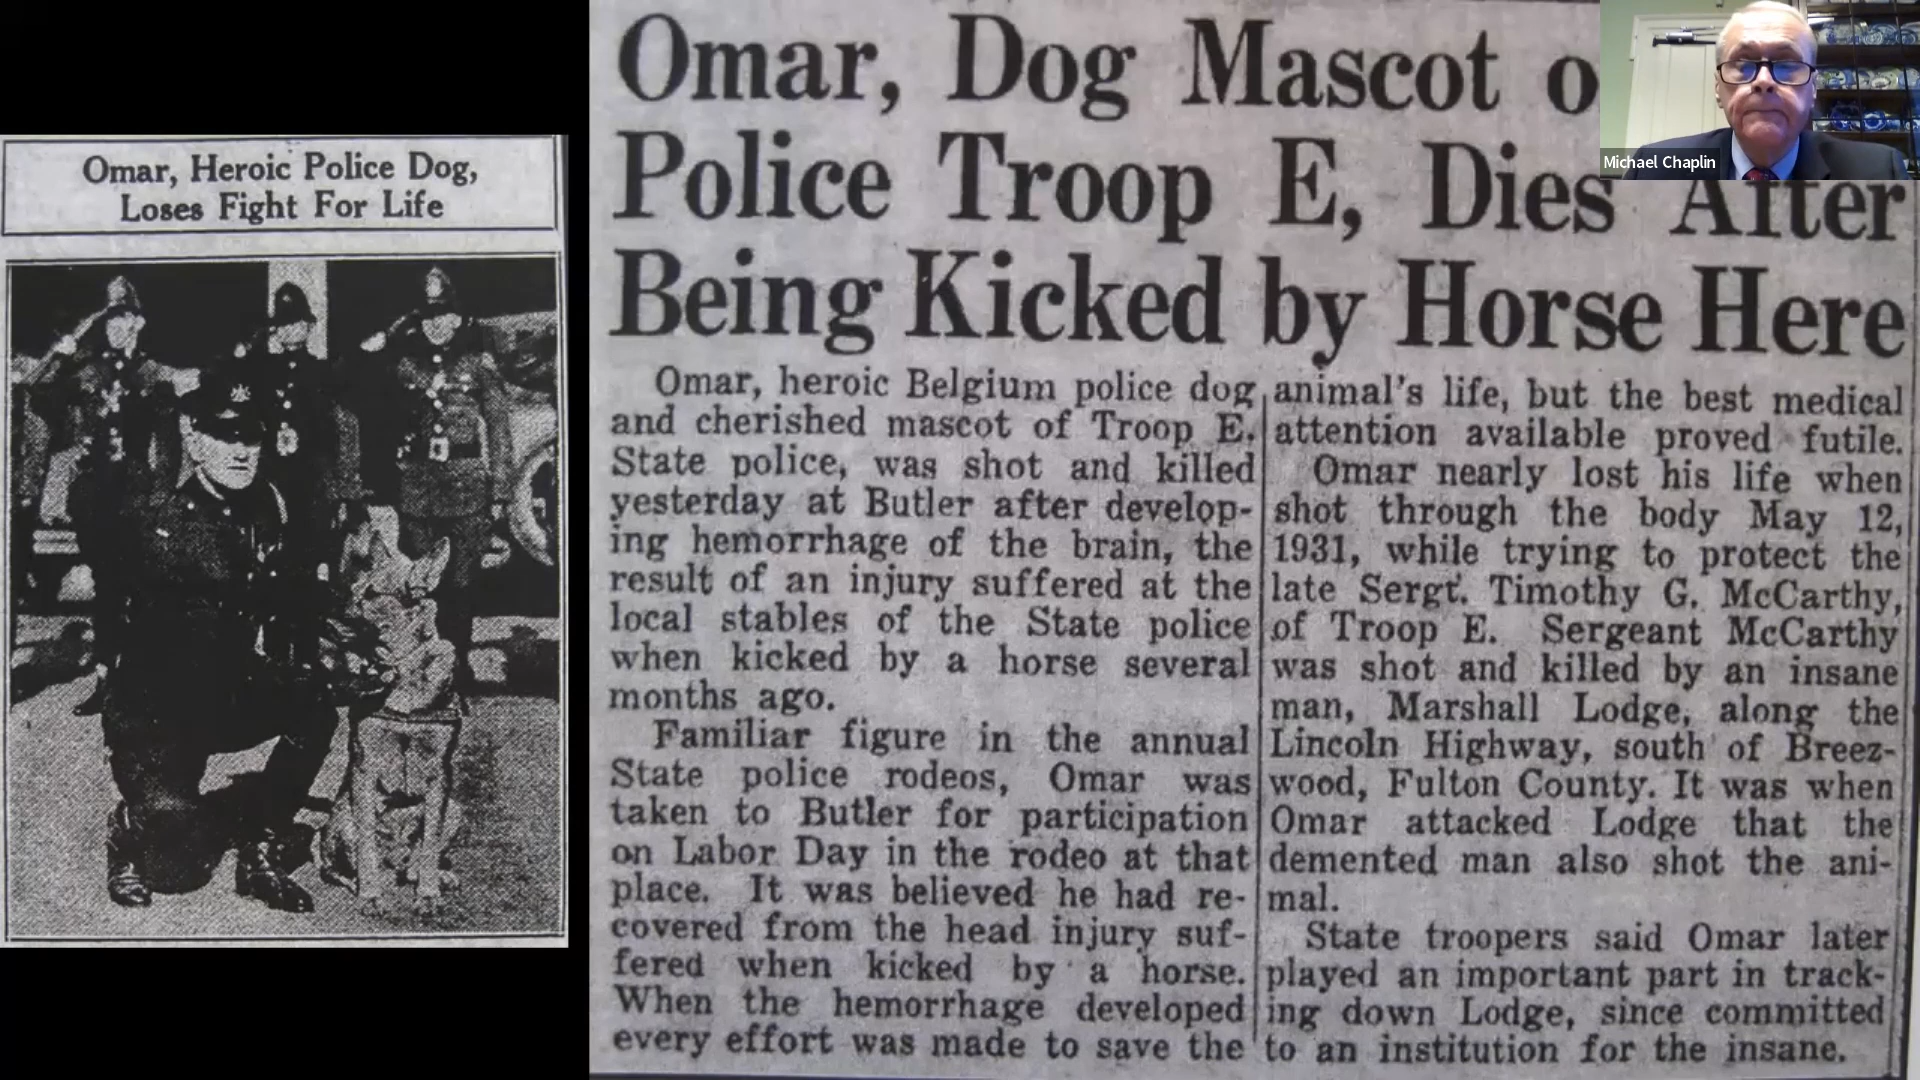 Omar, Heroic Police Dog,
Loses Fight For Life
Omar, Dog Mascot
Police Troop E, Dies After
Being Kicked by Horse Here
Omar, heroic Belgium police dog
and cherished mascot of Troop E,
State police, was shot and killed
yesterday at Butler after develop-
ing hemorrhage of the brain, the
result of an injury suffered at the
local stables of the State police
when kicked by a horse several
months ago.
Familiar figure in the annual
State police rodeos, Omar was
taken to Butler for participation
on Labor Day in the rodeo at that
place. It was believed he had re-
covered from the head injury suf-
fered when kicked by a horse.
When the hemorrhage developed
every effort was made to save the
animal's life, but the best medical
attention available proved futile.
Omar nearly lost his life when
shot through the body May 12,
1931, while trying to protect the
late Sergt. Timothy G. McCarthy,
of Troop E. Sergeant McCarthy
was shot and killed by an insane
man, Marshall Lodge, along the
Lincoln Highway, south of Breez-
wood, Fulton County. It was when
Omar attacked Lodge that the
demented man also shot the ani-
mal.
State troopers said Omar later
played an important part in track-
ing down Lodge, since committed
to an institution for the insane.
Michael Chaplin